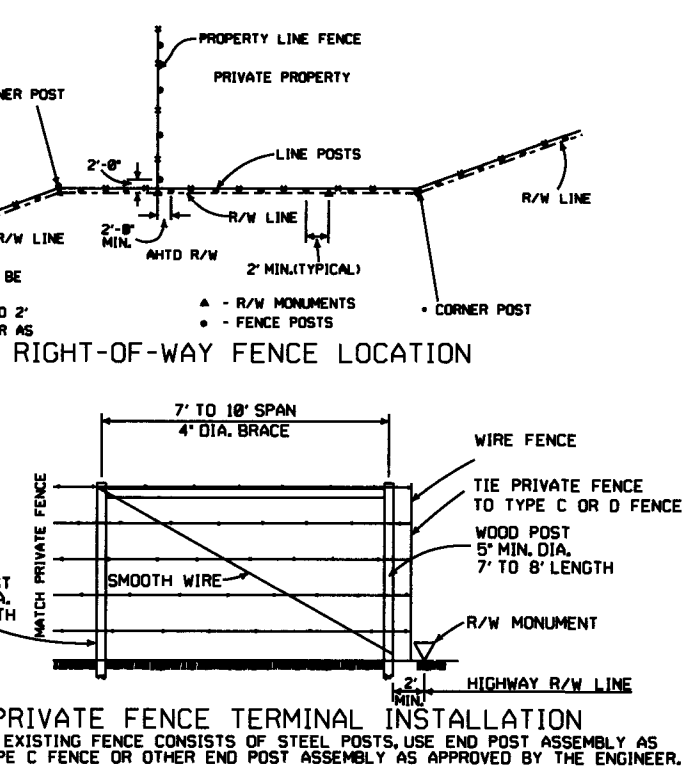 PROPERTY LINE FENCE
PRIVATE PROPERTY
NER POST
2'-0"
LINE POSTS
R/W LINE
R/W LINE
R/W LINE
2'-0"
MIN.
AHTD R/W
2' MIN.(TYPICAL)
BE
▲ - R/W MONUMENTS
• CORNER POST
O 2'
● - FENCE POSTS
R AS
RIGHT-OF-WAY FENCE LOCATION
7' TO 10' SPAN
4" DIA. BRACE
WIRE FENCE
TIE PRIVATE FENCE
TO TYPE C OR D FENCE
WOOD POST
5" MIN. DIA.
7' TO 8' LENGTH
MATCH PRIVATE FENCE
SMOOTH WIRE
ST
A.
TH
R/W MONUMENT
2'
MIN.
HIGHWAY R/W LINE
PRIVATE FENCE TERMINAL INSTALLATION
EXISTING FENCE CONSISTS OF STEEL POSTS, USE END POST ASSEMBLY AS
PE C FENCE OR OTHER END POST ASSEMBLY AS APPROVED BY THE ENGINEER.